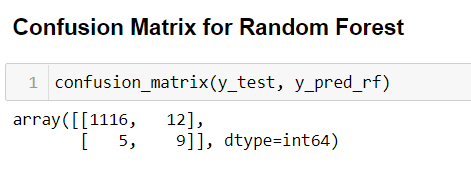 Confusion Matrix for Random Forest
1 confusion_matrix(y_test, y_pred_rf)
array([[1116,   12],
       [   5,    9]], dtype=int64)